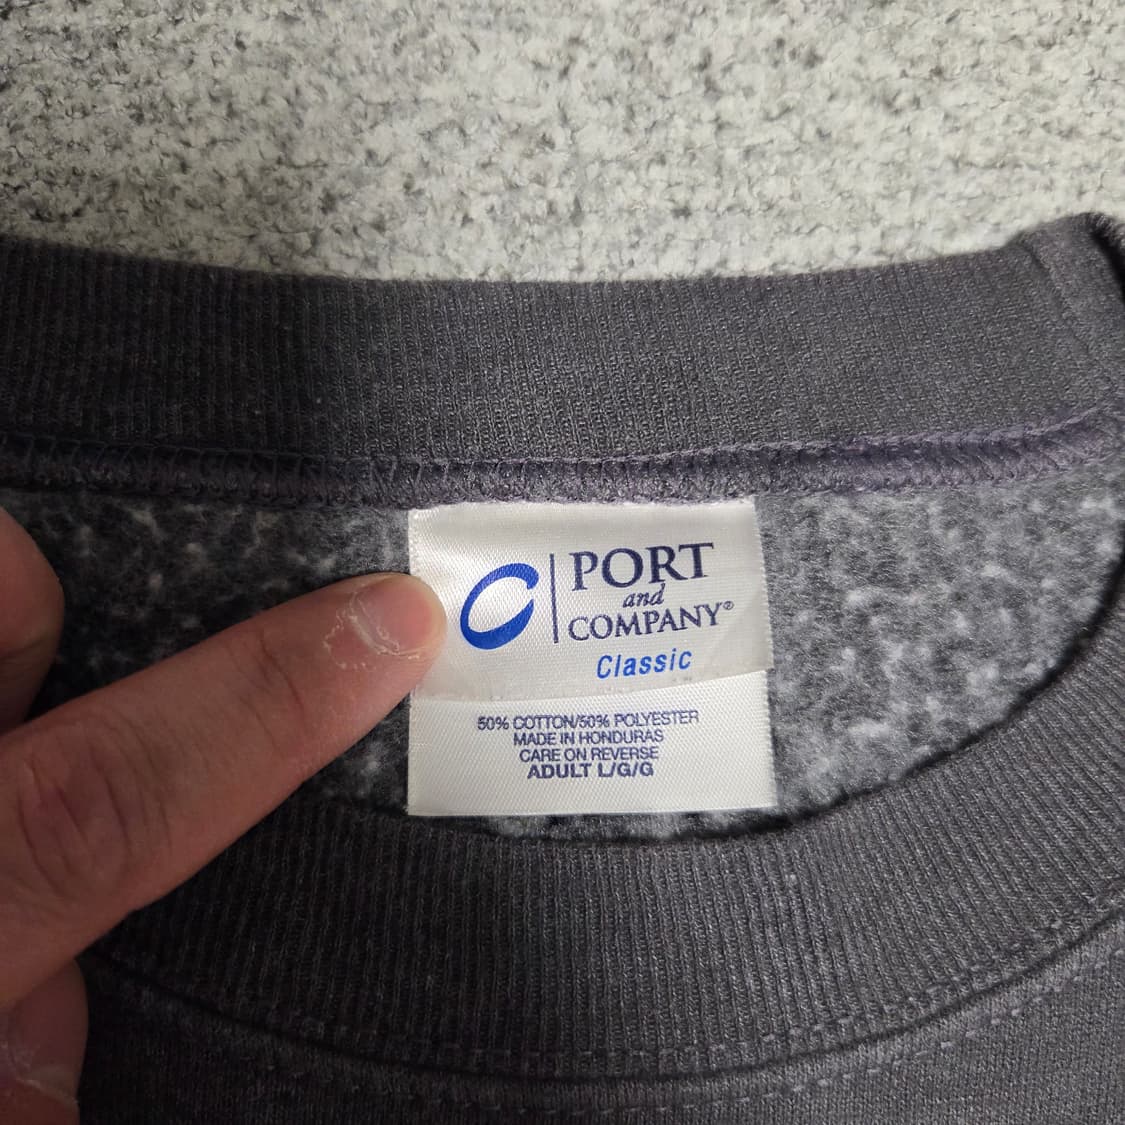 PORT
and
COMPANY®
Classic
50% COTTON/50% POLYESTER
MADE IN HONDURAS
CARE ON REVERSE
ADULT L/G/G